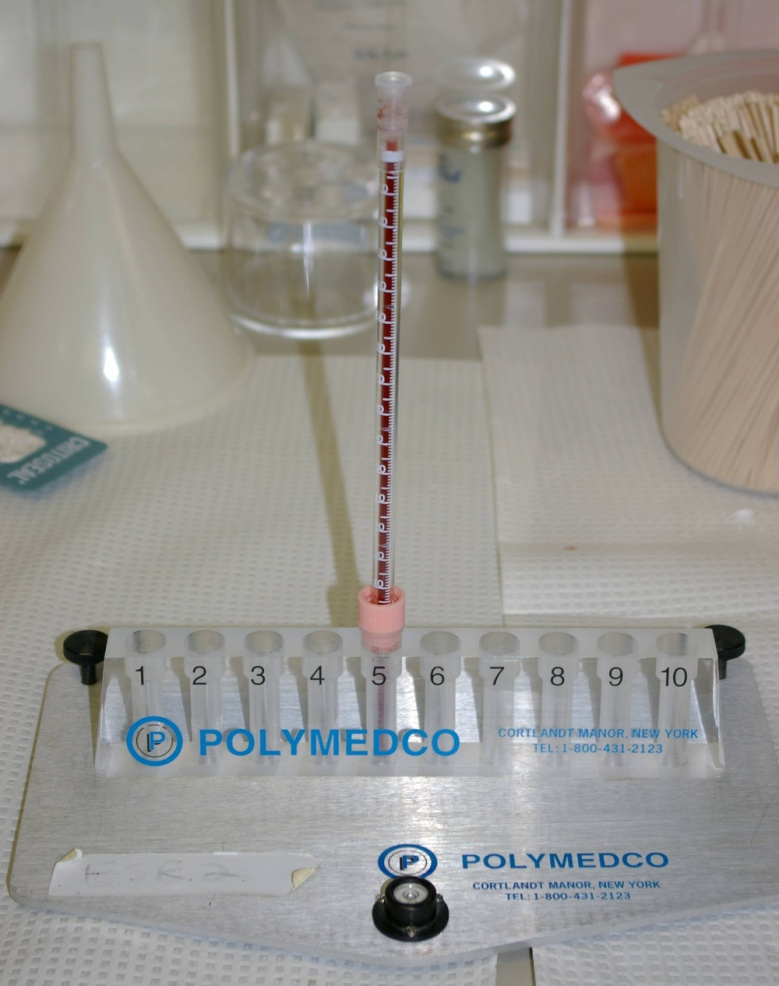 CRITOSEAL
1 2 3 4 5 6 7 8 9 10
P POLYMEDCO
CORTLANDT MANOR, NEW YORK
TEL: 1-800-431-2123
P POLYMEDCO
CORTLANDT MANOR, NEW YORK
TEL: 1-800-431-2123